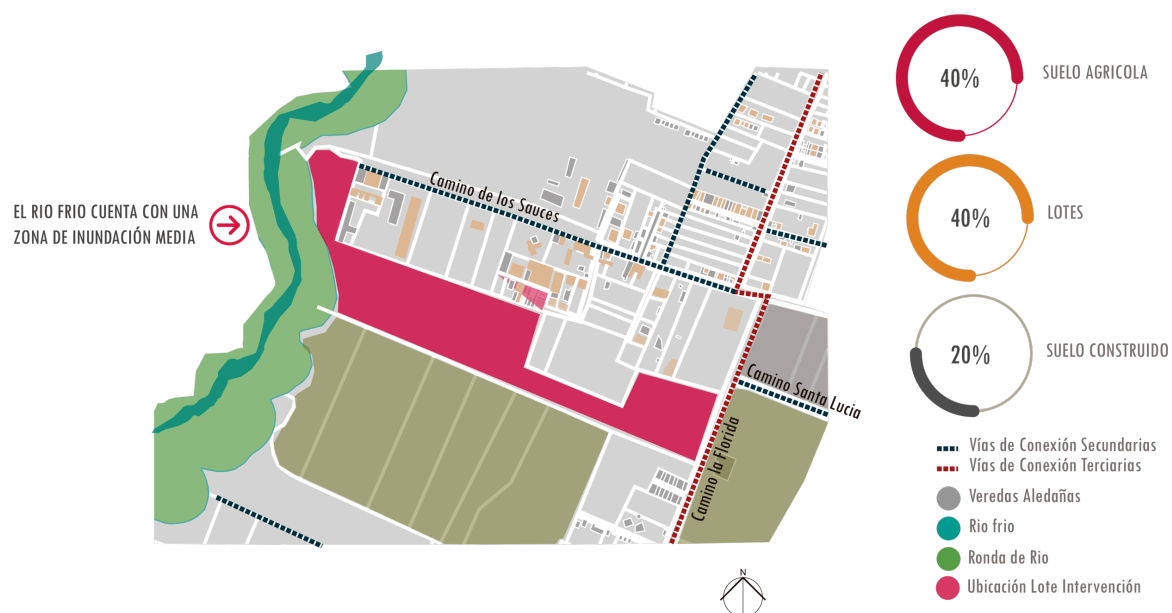 EL RIO FRIO CUENTA CON UNA
ZONA DE INUNDACIÓN MEDIA
Camino de los Sauces
Camino Santa Lucia
Camino la Florida
40%
SUELO AGRICOLA
40%
LOTES
20%
SUELO CONSTRUIDO
Vías de Conexión Secundarias
Vías de Conexión Terciarias
Veredas Aledañas
Rio frio
Ronda de Rio
Ubicación Lote Intervención
N